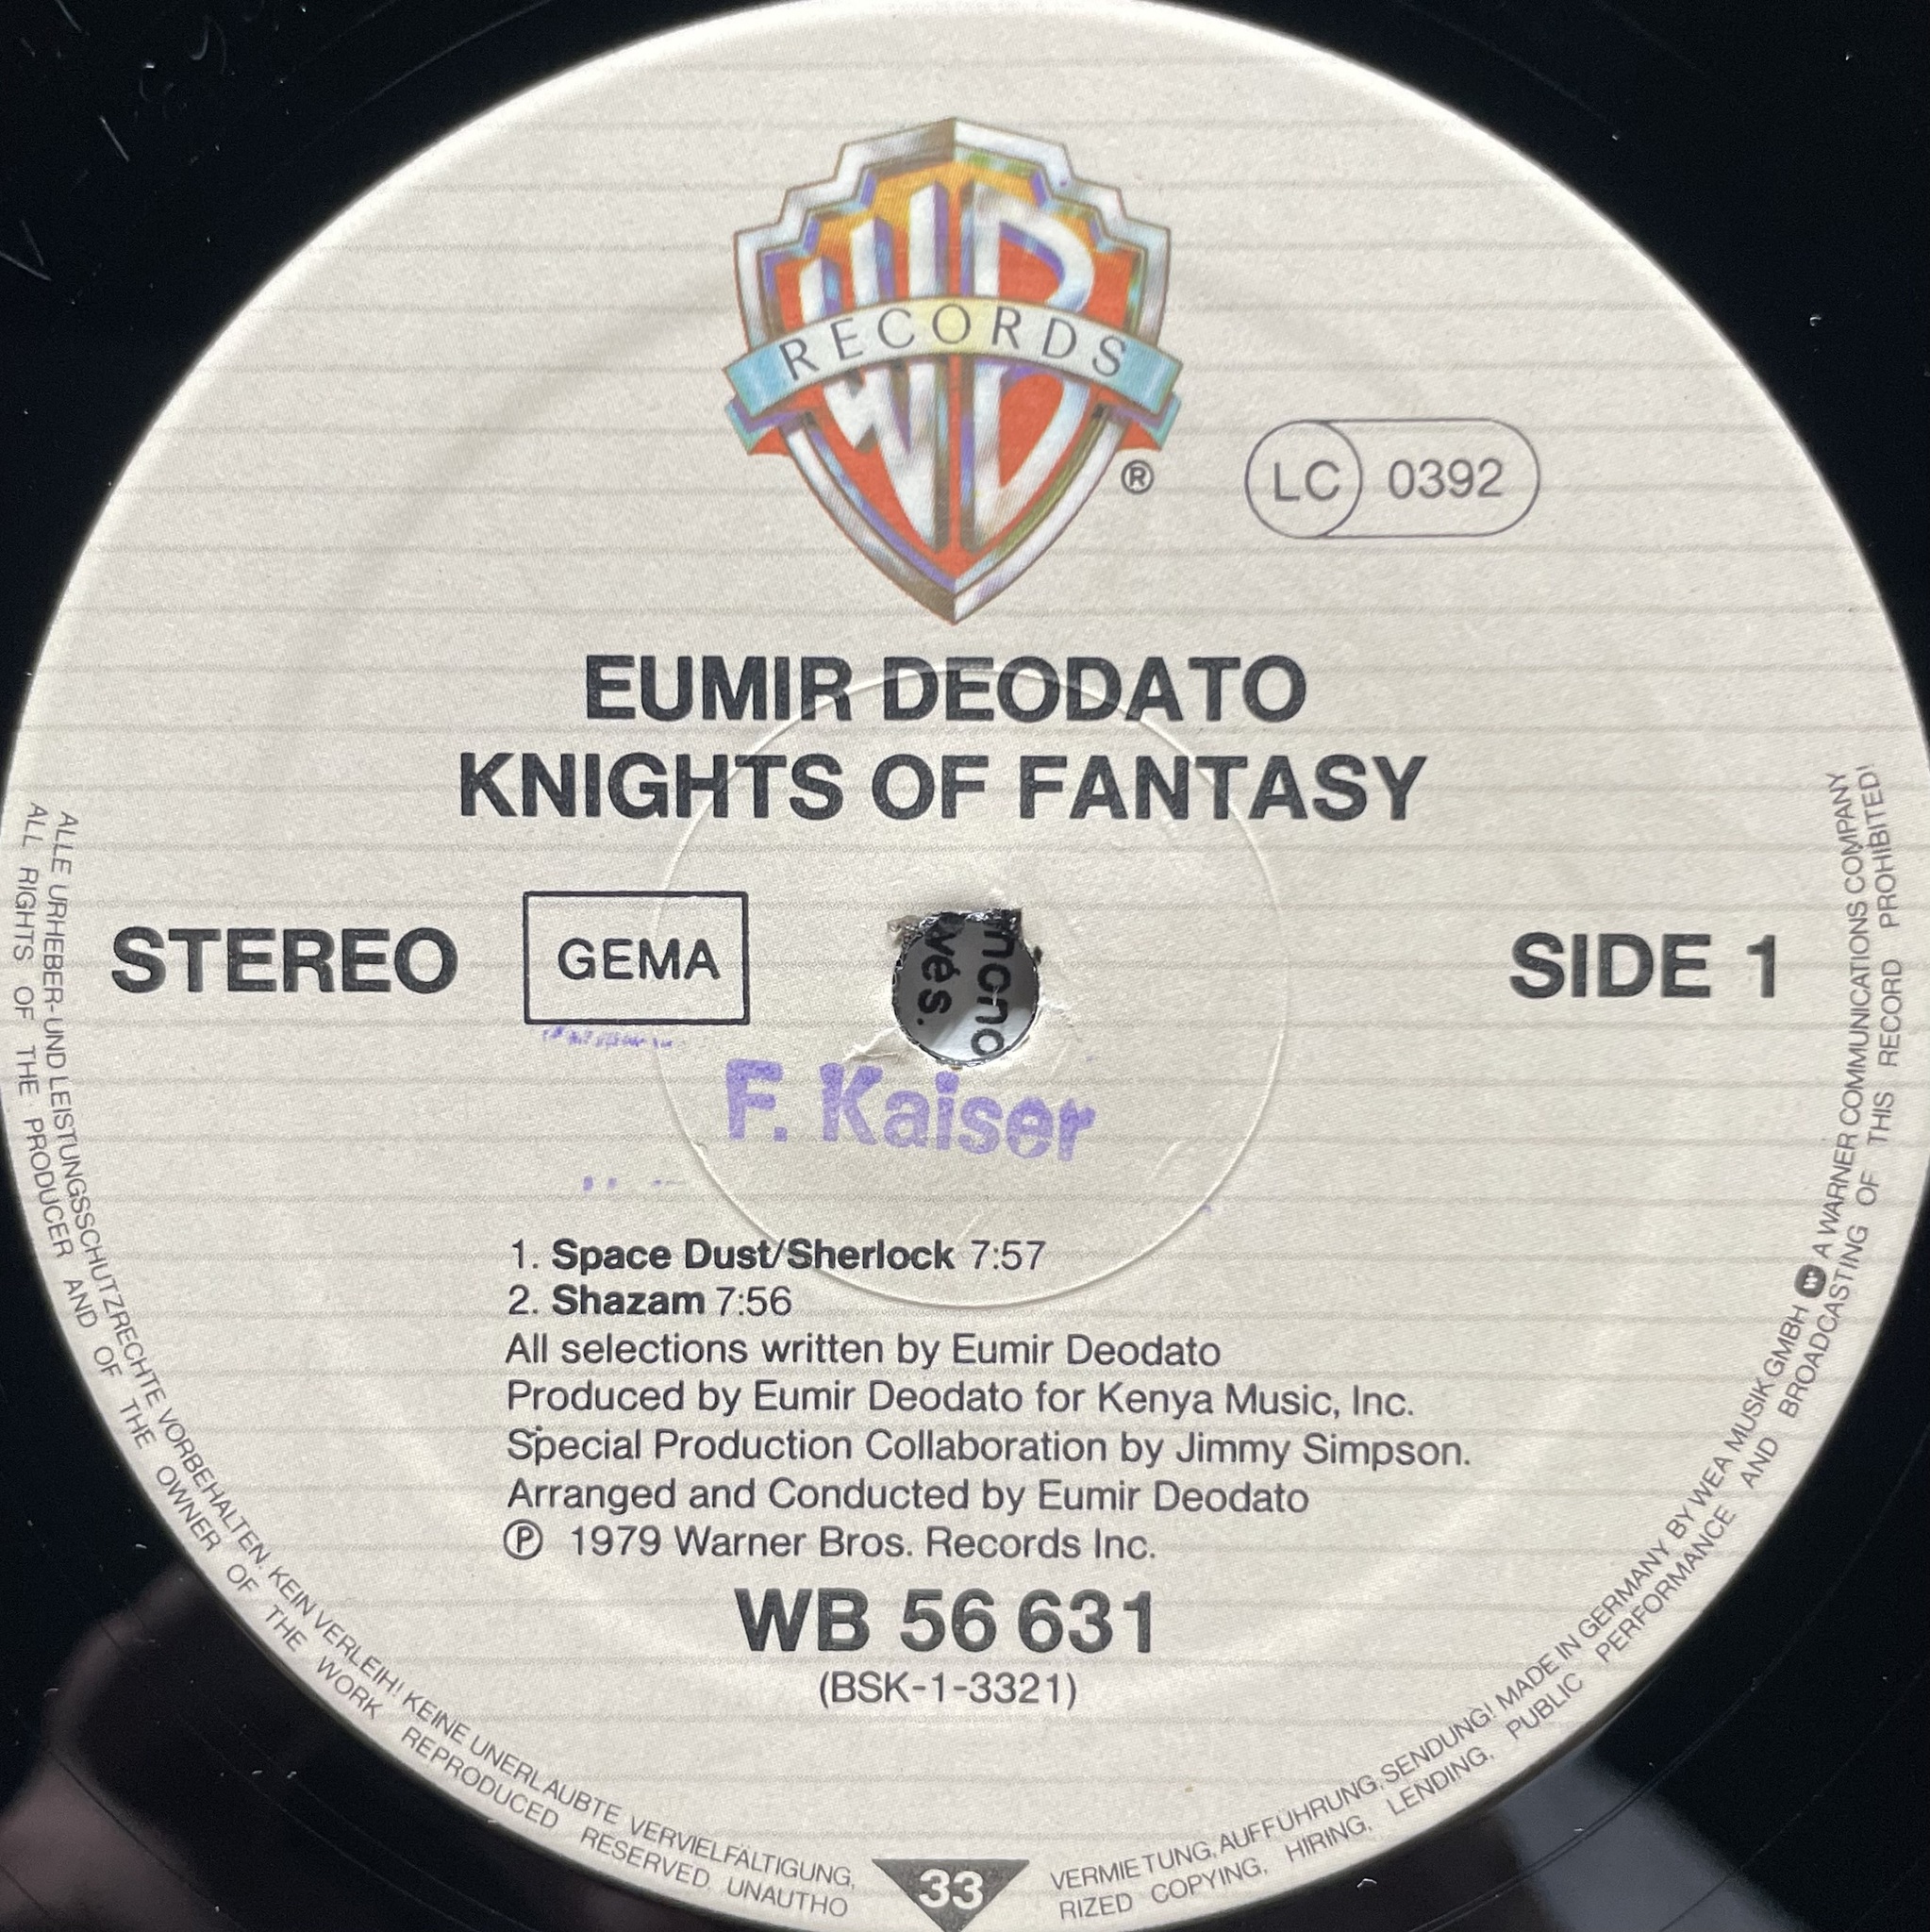 WB
RECORDS
®
LC 0392
EUMIR DEODATO
KNIGHTS OF FANTASY
STEREO
GEMA
SIDE 1
mono
vés.
F. Kaiser
1. Space Dust/Sherlock 7:57
2. Shazam 7:56
All selections written by Eumir Deodato
Produced by Eumir Deodato for Kenya Music, Inc.
Special Production Collaboration by Jimmy Simpson.
Arranged and Conducted by Eumir Deodato
℗ 1979 Warner Bros. Records Inc.
WB 56 631
(BSK-1-3321)
33
ALLE URHEBER- UND LEISTUNGSSCHUTZRECHTE VORBEHALTEN. KEIN VERLEIH! KEINE UNERLAUBTE VERVIELFÄLTIGUNG, VERMIETUNG, AUFFÜHRUNG, SENDUNG! MADE IN GERMANY BY WEA MUSIK GMBH A WARNER COMMUNICATIONS COMPANY
ALL RIGHTS OF THE PRODUCER AND OF THE OWNER OF THE WORK REPRODUCED RESERVED. UNAUTHORIZED COPYING, HIRING, LENDING, PUBLIC PERFORMANCE AND BROADCASTING OF THIS RECORD PROHIBITED!